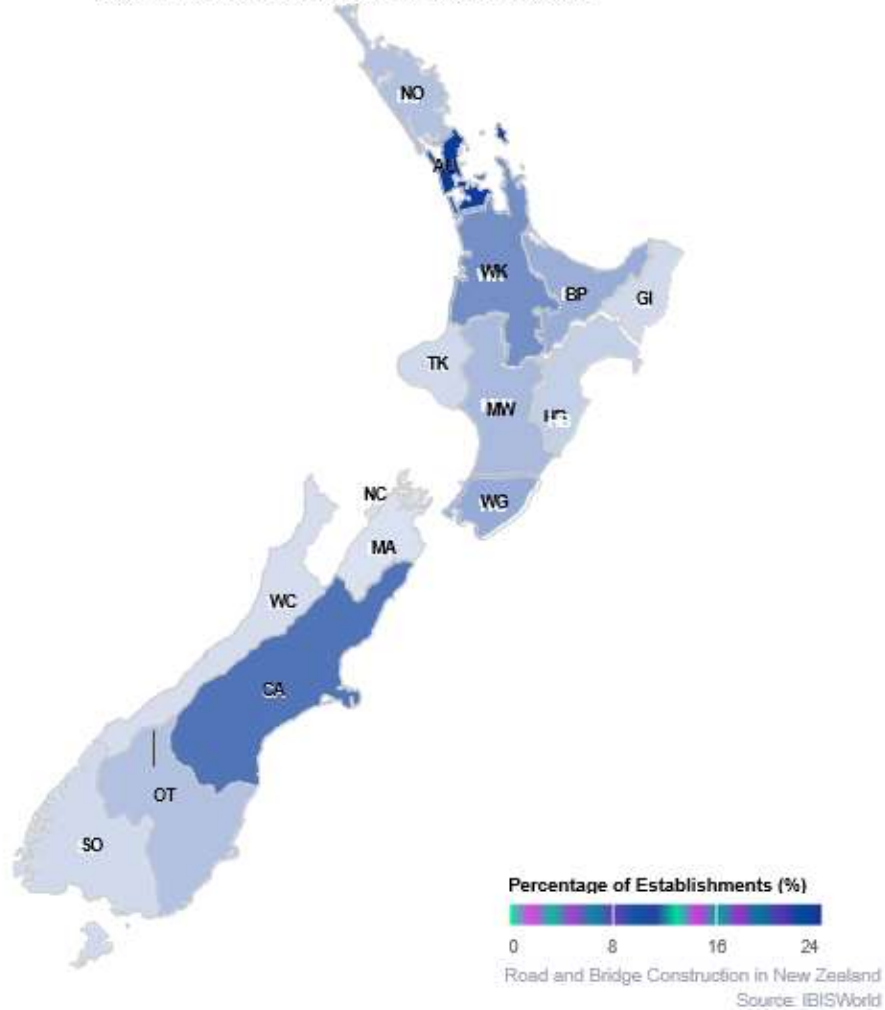 NO
AU
WK
BP
GI
TK
MW
HB
NC
WG
MA
WC
CA
OT
SO
Percentage of Establishments (%)
0 8 16 24
Road and Bridge Construction in New Zealand
Source: IBISWorld